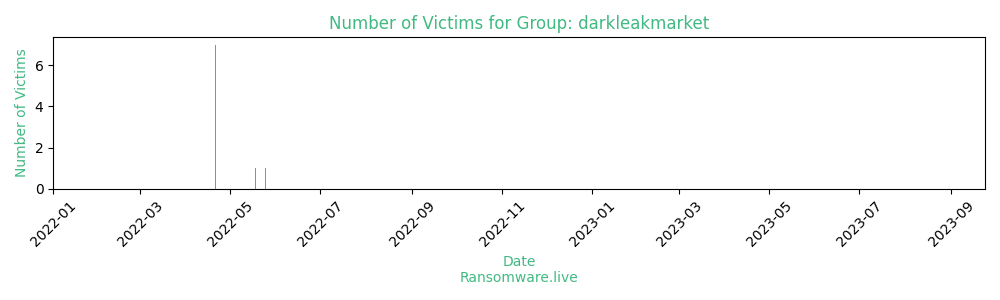 Number of Victims for Group: darkleakmarket
Number of Victims
6
4
2
0
2022-01 2022-03 2022-05 2022-07 2022-09 2022-11 2023-01 2023-03 2023-05 2023-07 2023-09
Date
Ransomware.live